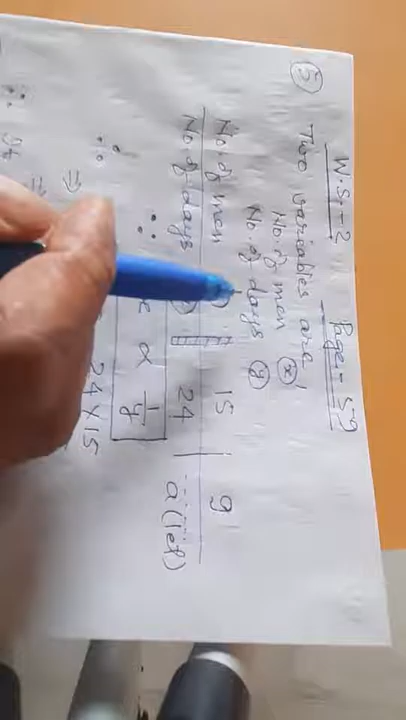 W.S.-2 Page-59
5 Two variables are
No. of men x
No. of days y
No. of men 15 9
No. of days 24 a (let)
∴ x α 1/y
∴
⇒ 24 × 15
⇒
∴